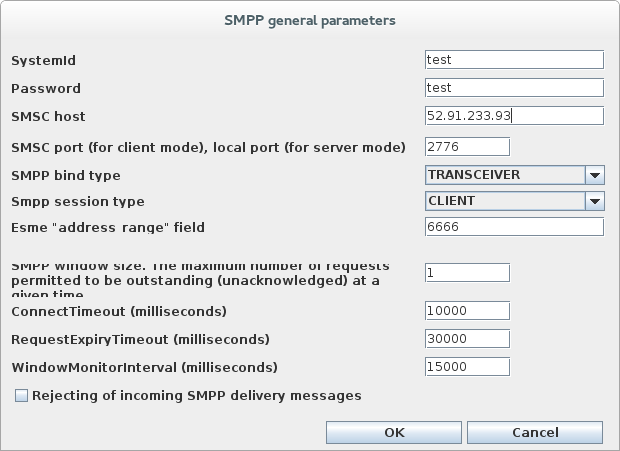 SMPP general parameters
SystemId test
Password test
SMSC host 52.91.233.93
SMSC port (for client mode), local port (for server mode) 2776
SMPP bind type TRANSCEIVER
Smpp session type CLIENT
Esme "address_range" field 6666
SMPP window size. The maximum number of requests
permitted to be outstanding (unacknowledged) at a 1
given time.
ConnectTimeout (milliseconds) 10000
RequestExpiryTimeout (milliseconds) 30000
WindowMonitorInterval (milliseconds) 15000
Rejecting of incoming SMPP delivery messages
OK Cancel